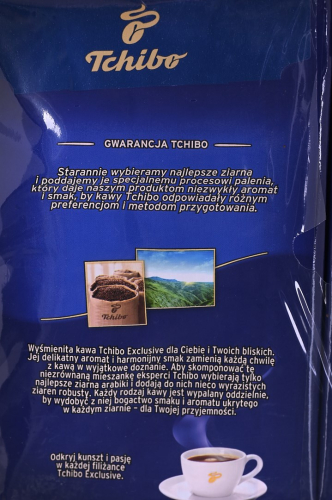 Tchibo
GWARANCJA TCHIBO
Starannie wybieramy najlepsze ziarna
i poddajemy je specjalnemu procesowi palenia,
który daje naszym produktom niezwykły aromat
i smak, by kawy Tchibo odpowiadały różnym
preferencjom i metodom przygotowania.
Tchibo
Wyśmienita kawa Tchibo Exclusive dla Ciebie i Twoich bliskich.
Jej delikatny aromat i harmonijny smak zamienią każdą chwilę
z kawą w wyjątkowe doznanie. Aby skomponować tę
niezrównaną mieszankę eksperci Tchibo wybierają tylko
najlepsze ziarna arabiki i dodają do nich nieco wyrazistych
ziaren robusty. Każdy rodzaj kawy jest wypalany oddzielnie,
by wydobyć z niej bogactwo smaku i aromatu ukrytego
w każdym ziarnie – dla Twojej przyjemności.
Odkryj kunszt i pasję
w każdej filiżance
Tchibo Exclusive.